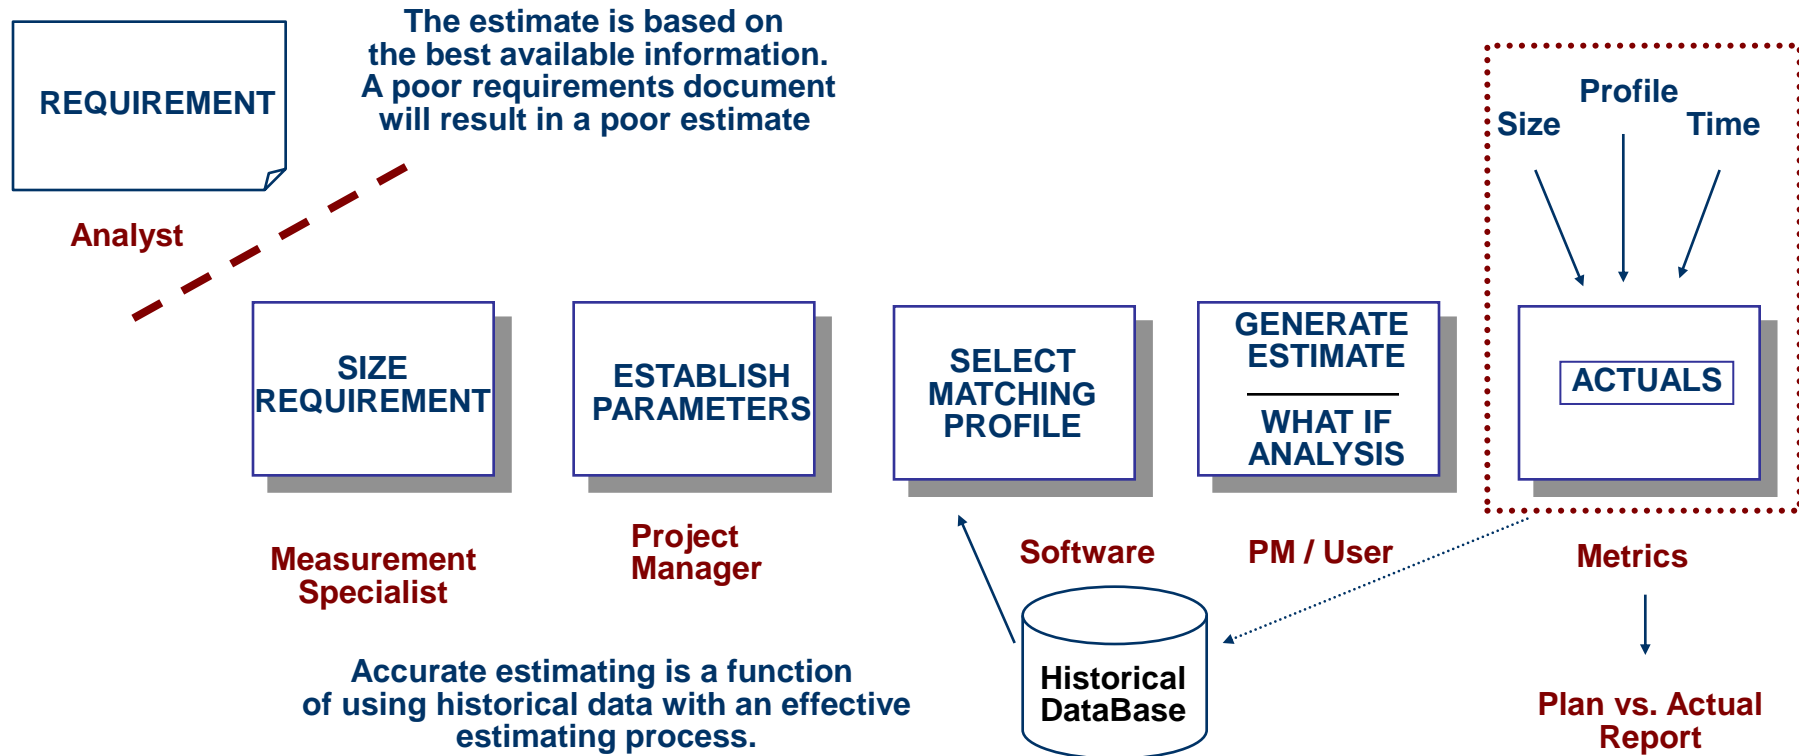 The estimate is based on
the best available information.
A poor requirements document
will result in a poor estimate
REQUIREMENT
Analyst
Profile
Size
Time
SIZE
REQUIREMENT
ESTABLISH
PARAMETERS
SELECT
MATCHING
PROFILE
GENERATE
ESTIMATE
WHAT IF
ANALYSIS
ACTUALS
Measurement
Specialist
Project
Manager
Software
PM / User
Metrics
Accurate estimating is a function
of using historical data with an effective
estimating process.
Historical
DataBase
Plan vs. Actual
Report